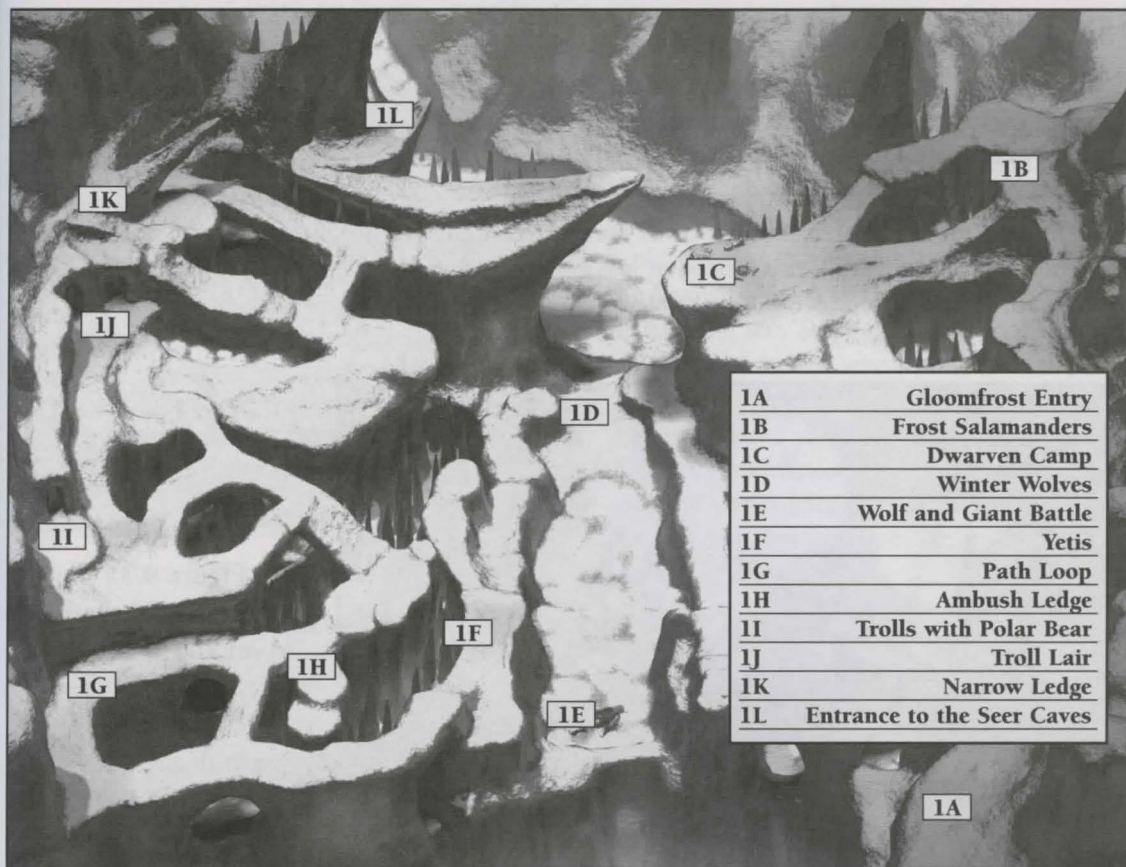 1L
1B
1K
1C
1J
1D
1A Gloomfrost Entry
1B Frost Salamanders
1C Dwarven Camp
1D Winter Wolves
1E Wolf and Giant Battle
1F Yetis
1G Path Loop
1H Ambush Ledge
1I Trolls with Polar Bear
1J Troll Lair
1K Narrow Ledge
1L Entrance to the Seer Caves
1I
1F
1H
1G
1E
1A